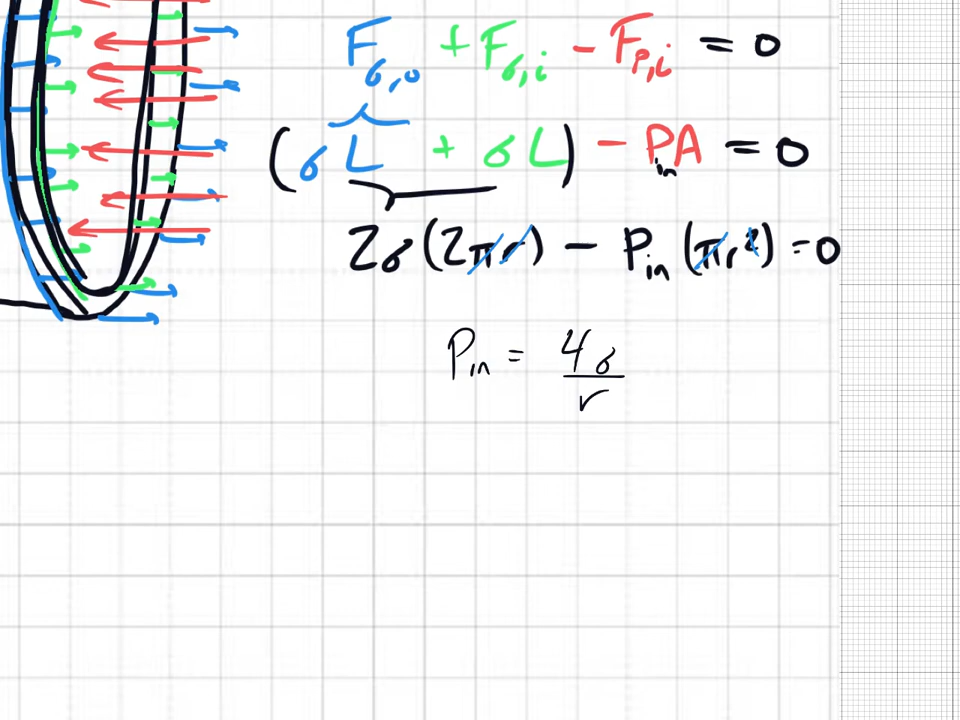 F_σ,o + F_σ,i - F_P,i = 0
(σL + σL) - P_in A = 0
2σ(2πr) - P_in (πr²) = 0
P_in = 4σ/r